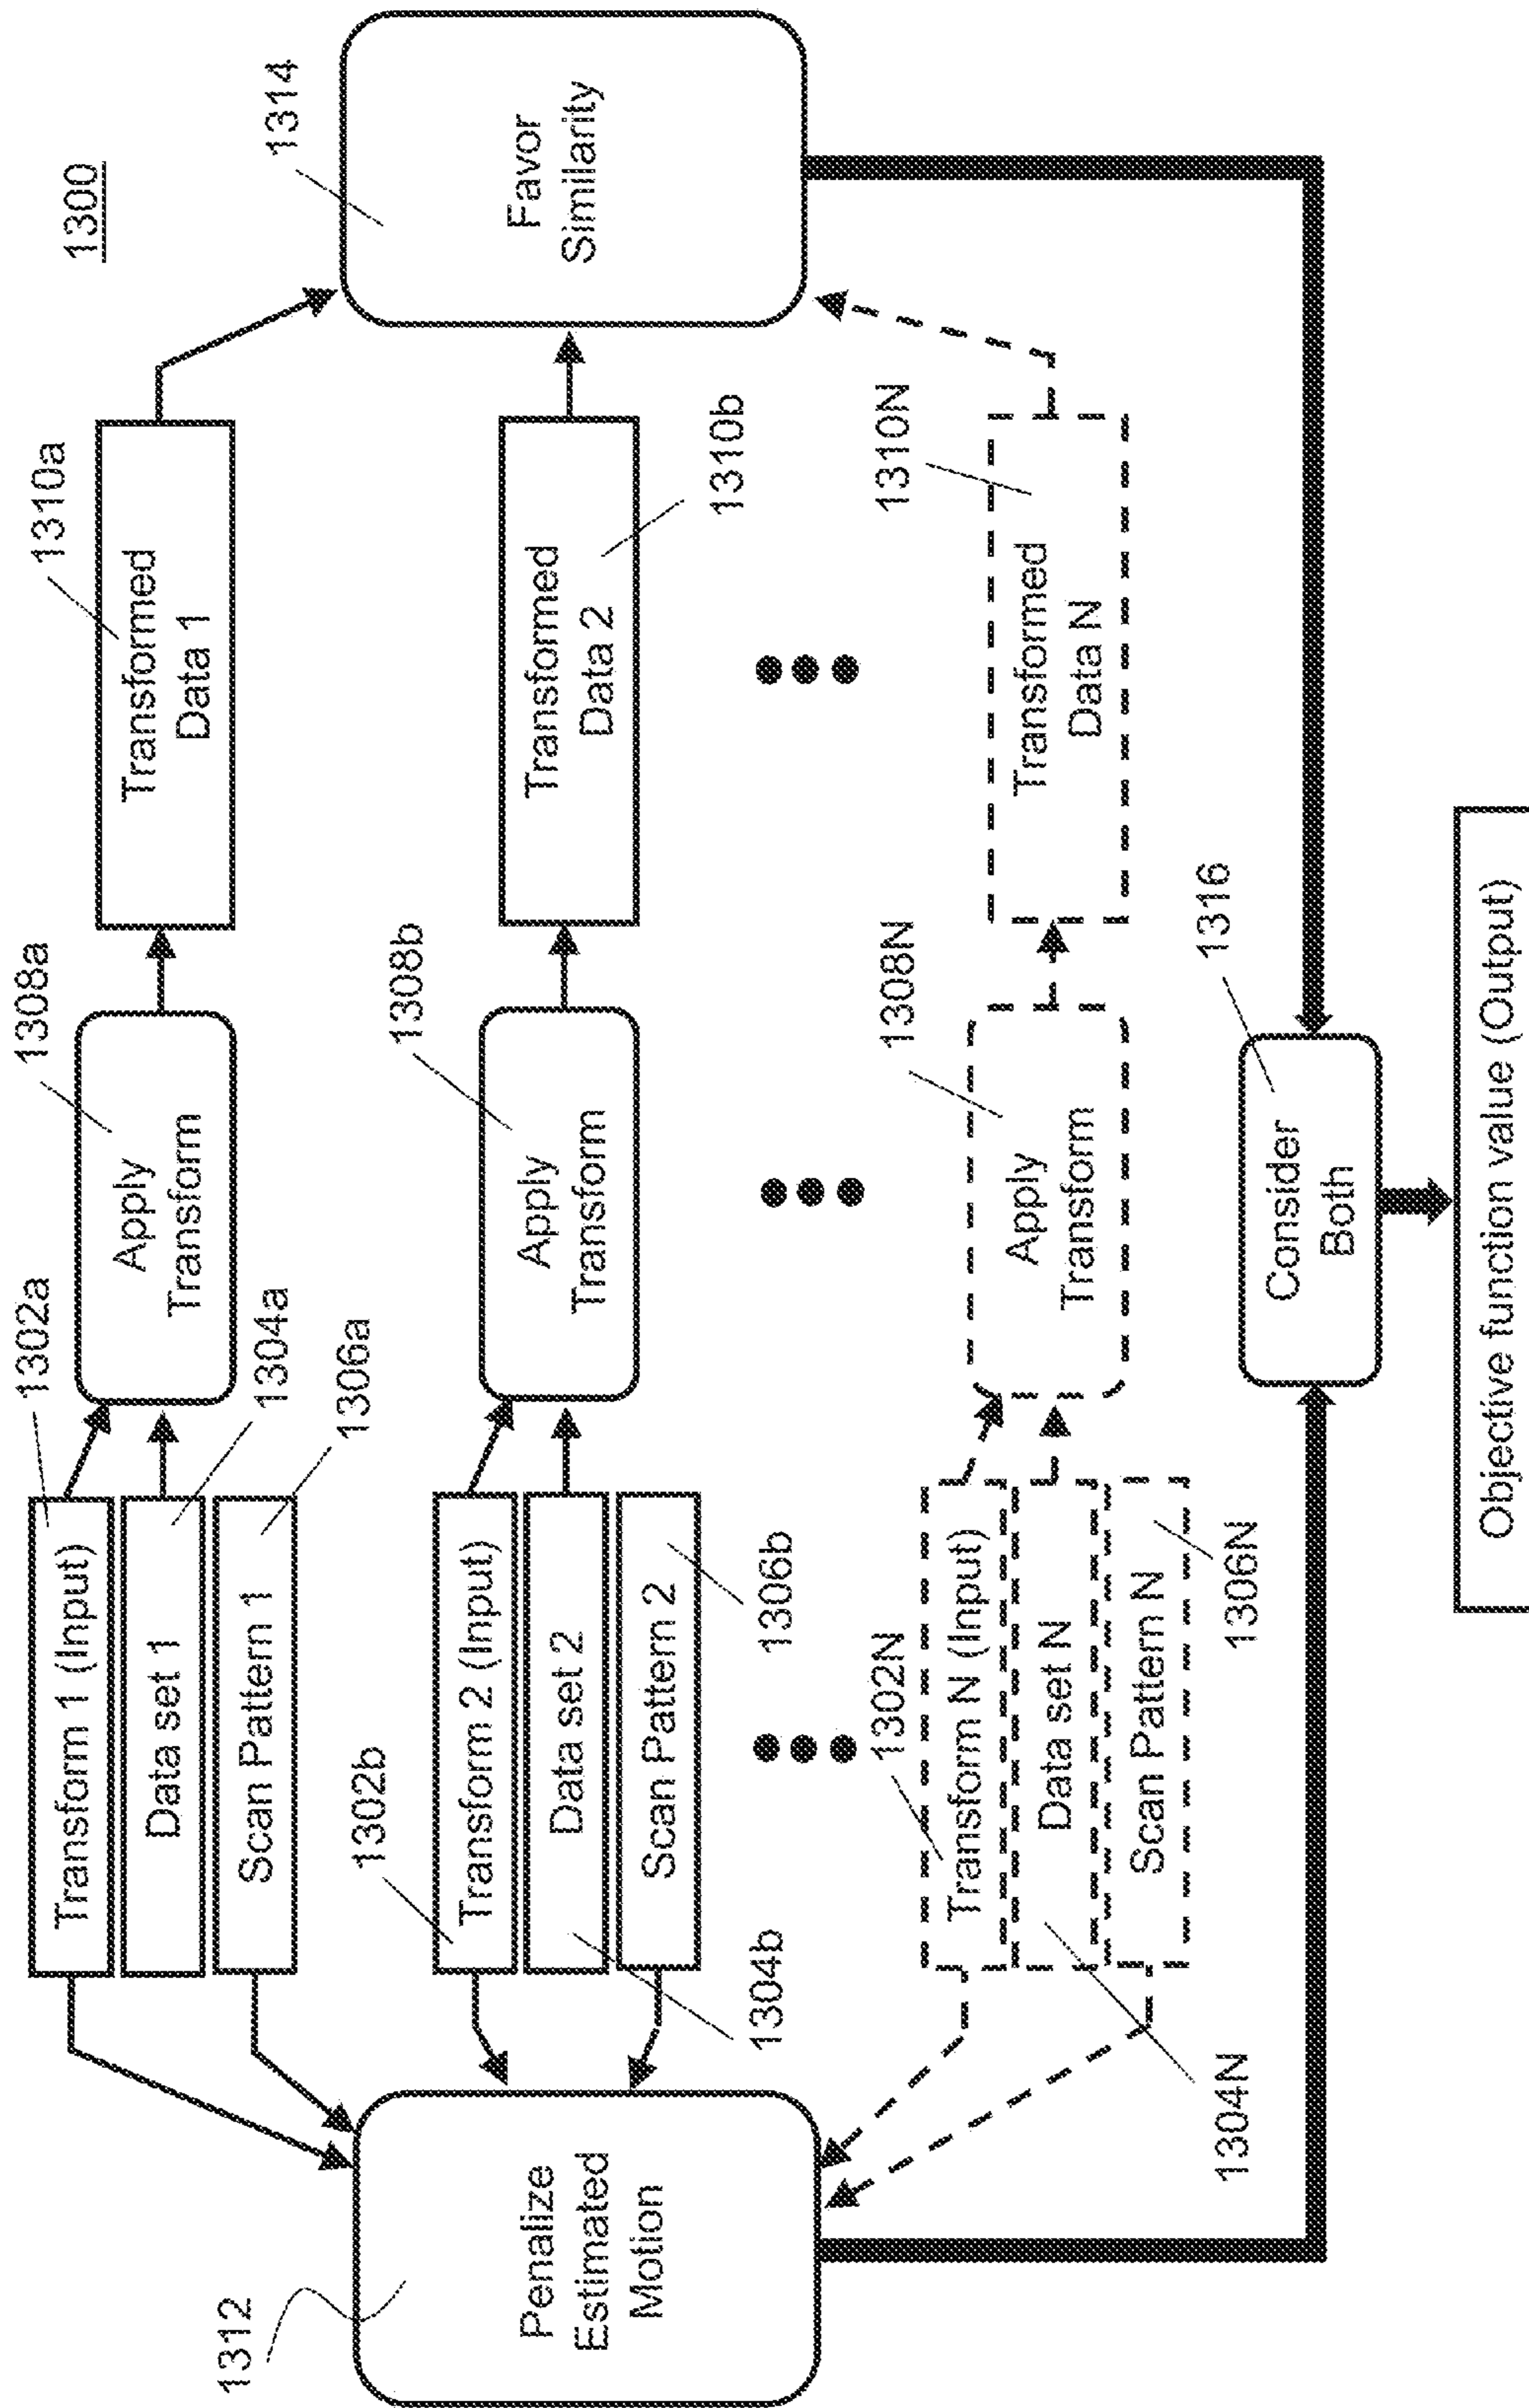 1300
1302a
Transform 1 (Input)
Data set 1
1304a
Scan Pattern 1
1306a
1308a
Apply
Transform
1310a
Transformed
Data 1
1314
Favor
Similarity
1312
Penalize
Estimated
Motion
1302b
Transform 2 (Input)
Data set 2
1304b
Scan Pattern 2
1306b
1308b
Apply
Transform
Transformed
Data 2
1310b
1302N
Transform N (Input)
Data set N
1304N
Scan Pattern N
1306N
1308N
Apply
Transform
1310N
Transformed
Data N
1316
Consider
Both
Objective function value (Output)